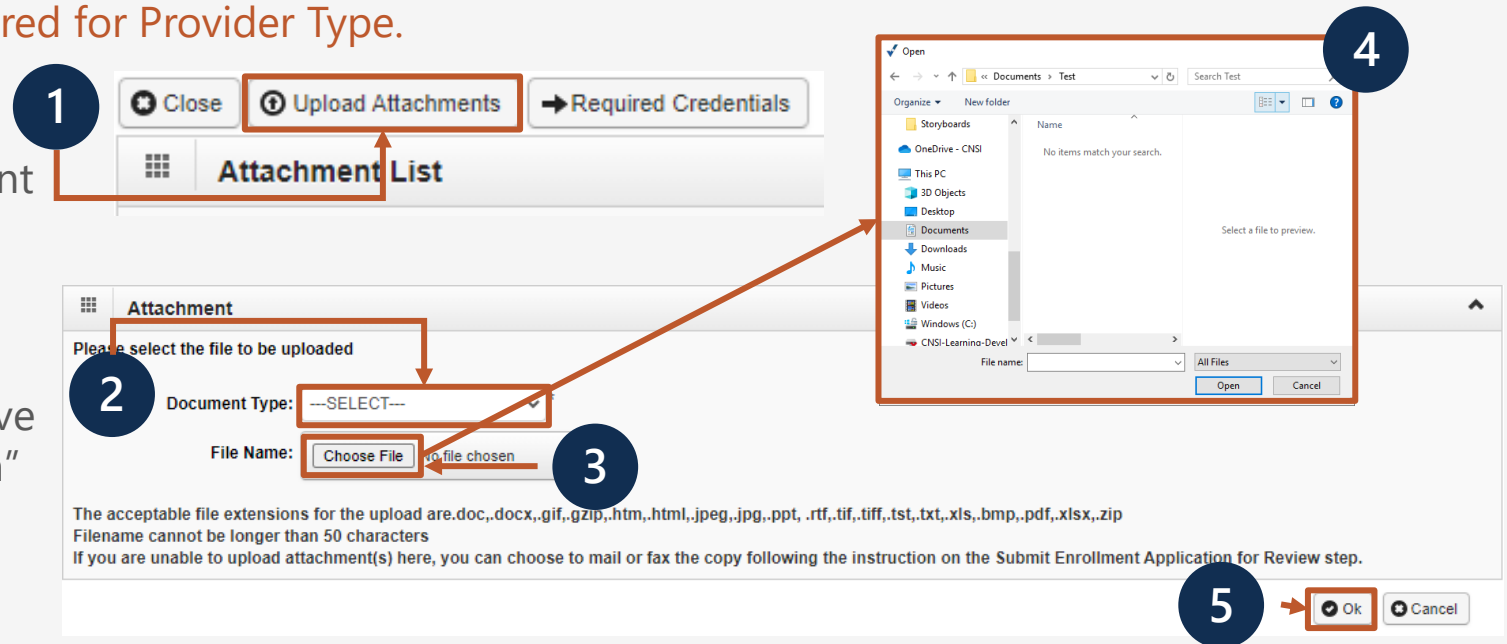 red for Provider Type.
1
Close
Upload Attachments
Required Credentials
Attachment List
nt
Attachment
Please select the file to be uploaded
2
Document Type:
---SELECT---
*
ve
"
File Name:
Choose File
No file chosen
3
The acceptable file extensions for the upload are.doc,.docx,.gif,.gzip,.htm,.html,.jpeg,.jpg,.ppt, .rtf,.tif,.tiff,.tst,.txt,.xls,.bmp,.pdf,.xlsx,.zip
Filename cannot be longer than 50 characters
If you are unable to upload attachment(s) here, you can choose to mail or fax the copy following the instruction on the Submit Enrollment Application for Review step.
5
Ok
Cancel
4
Open
« Documents > Test
Search Test
Organize
New folder
Storyboards
OneDrive - CNSI
This PC
3D Objects
Desktop
Documents
Downloads
Music
Pictures
Videos
Windows (C:)
CNSI-Learning-Devel
Name
No items match your search.
Select a file to preview.
File name:
All Files
Open
Cancel